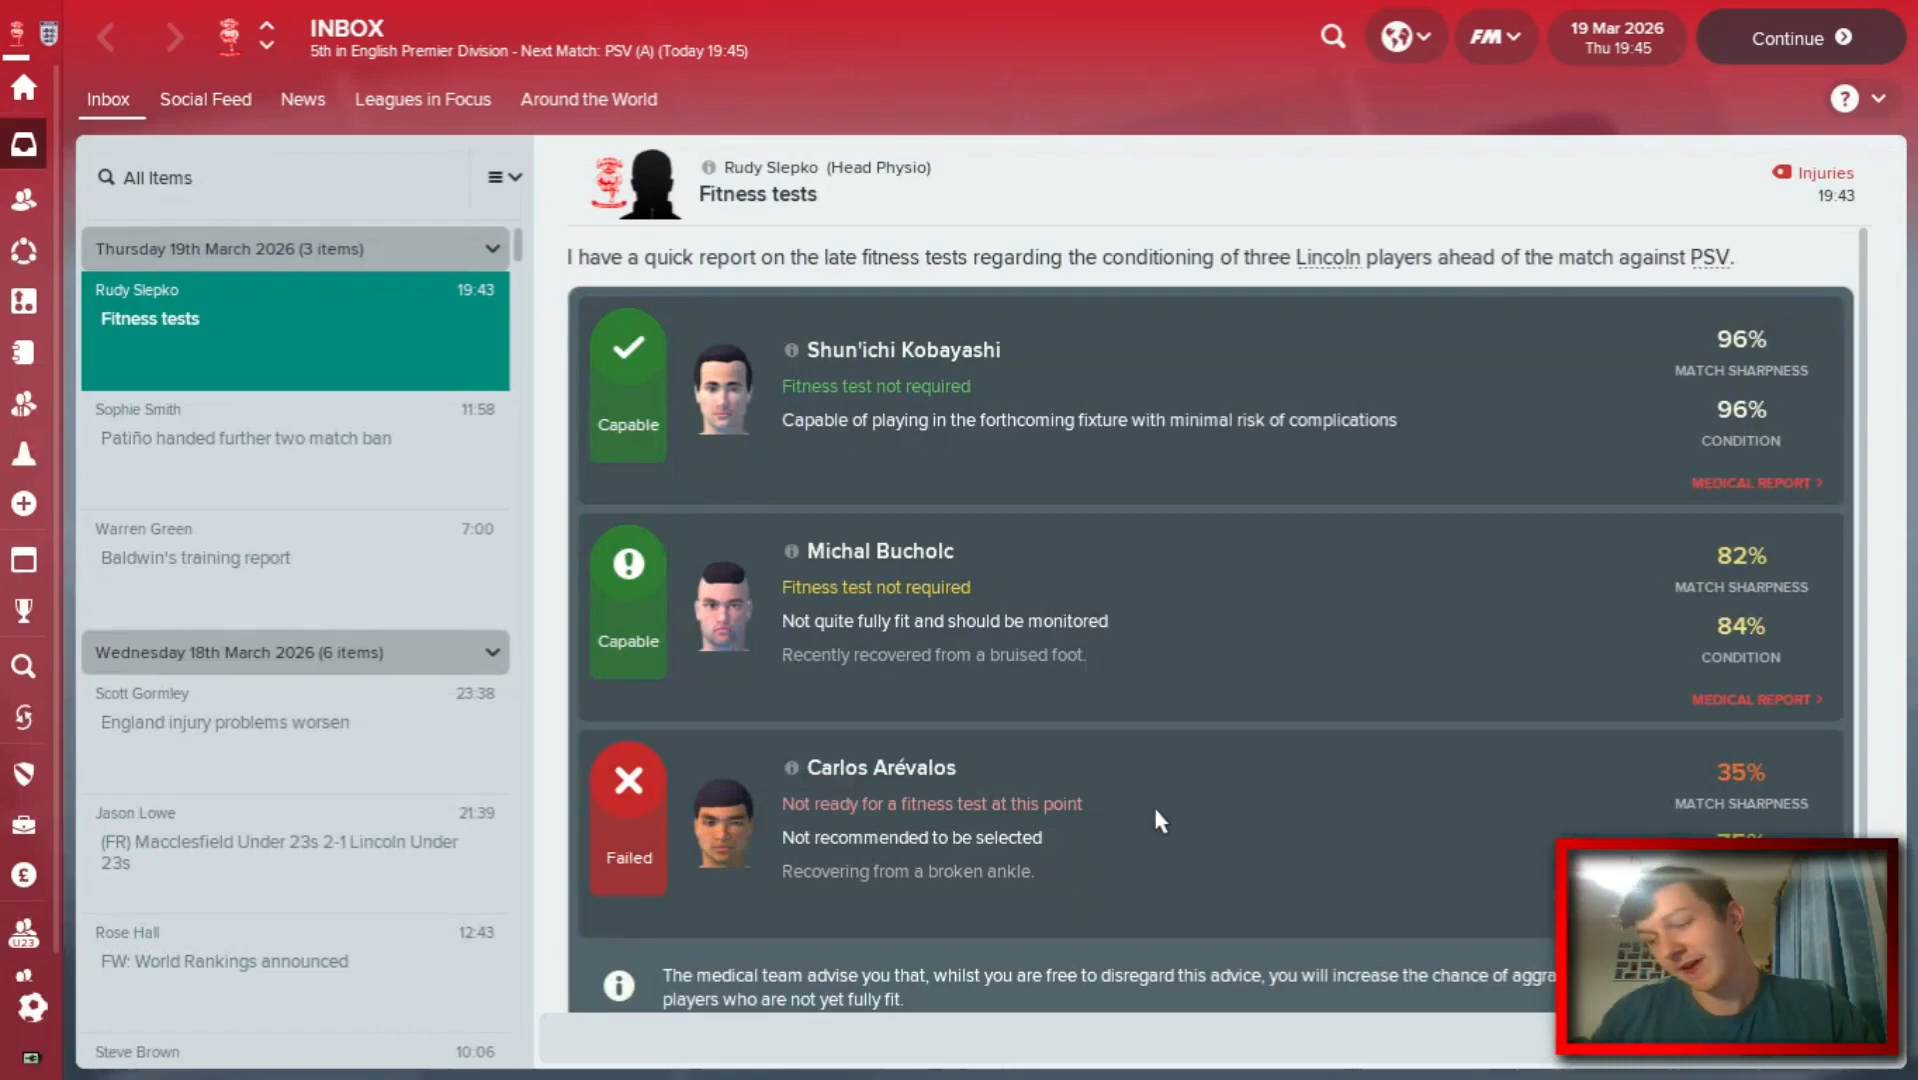 INBOX
5th in English Premier Division - Next Match: PSV (A) (Today 19:45)
FM
19 Mar 2026
Thu 19:45
Continue
Inbox
Social Feed
News
Leagues in Focus
Around the World
?
All Items
Thursday 19th March 2026 (3 items)
Rudy Slepko 19:43
Fitness tests
Sophie Smith 11:58
Patiño handed further two match ban
Warren Green 7:00
Baldwin's training report
Wednesday 18th March 2026 (6 items)
Scott Gormley 23:38
England injury problems worsen
Jason Lowe 21:39
(FR) Macclesfield Under 23s 2-1 Lincoln Under
23s
Rose Hall 12:43
FW: World Rankings announced
Steve Brown 10:06
U23
Rudy Slepko (Head Physio)
Fitness tests
Injuries
19:43
I have a quick report on the late fitness tests regarding the conditioning of three Lincoln players ahead of the match against PSV.
Capable
Shun'ichi Kobayashi
Fitness test not required
Capable of playing in the forthcoming fixture with minimal risk of complications
96%
MATCH SHARPNESS
96%
CONDITION
MEDICAL REPORT >
Capable
Michal Bucholc
Fitness test not required
Not quite fully fit and should be monitored
Recently recovered from a bruised foot.
82%
MATCH SHARPNESS
84%
CONDITION
MEDICAL REPORT >
Failed
Carlos Arévalos
Not ready for a fitness test at this point
Not recommended to be selected
Recovering from a broken ankle.
35%
MATCH SHARPNESS
The medical team advise you that, whilst you are free to disregard this advice, you will increase the chance of aggra
players who are not yet fully fit.